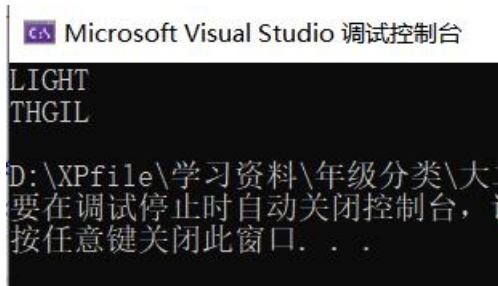 Microsoft Visual Studio 调试控制台
LIGHT
THGIL
D:\XPfile\学习资料\年级分类\大
要在调试停止时自动关闭控制台，
按任意键关闭此窗口. . .